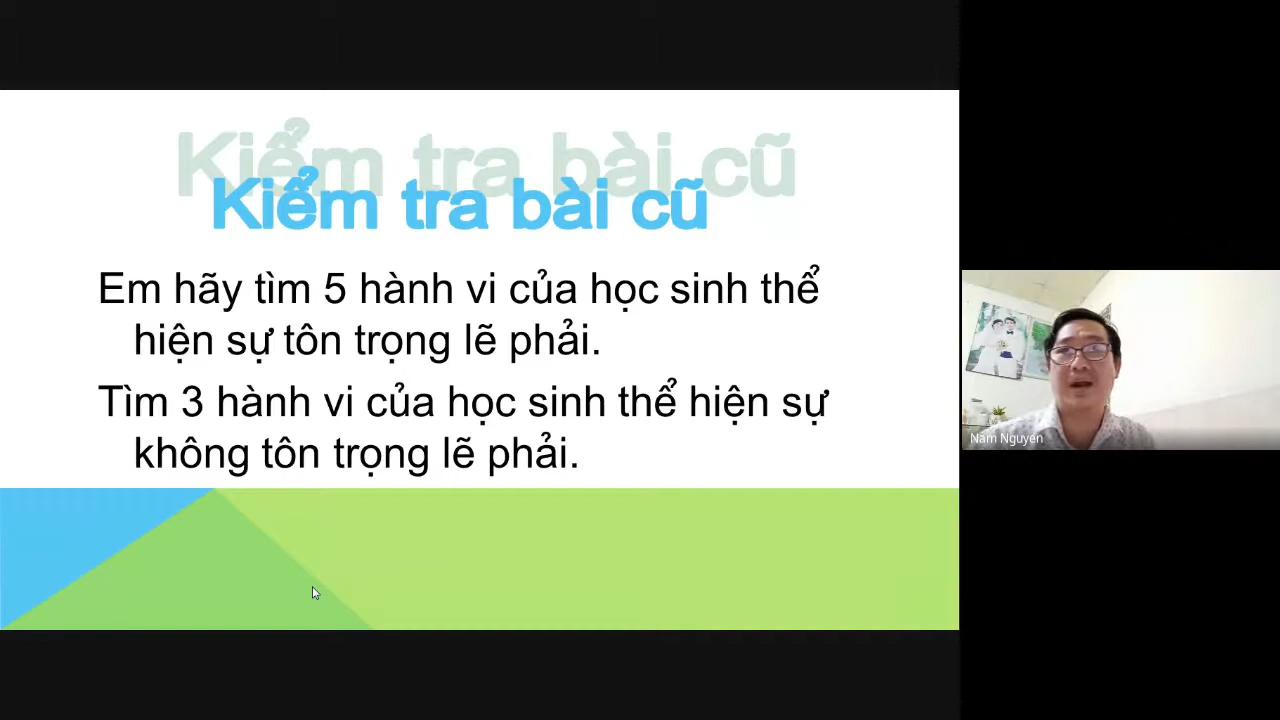 Kiểm tra bài cũ
Kiểm tra bài cũ
Em hãy tìm 5 hành vi của học sinh thể
hiện sự tôn trọng lẽ phải.
Tìm 3 hành vi của học sinh thể hiện sự
không tôn trọng lẽ phải.
Nam Nguyen